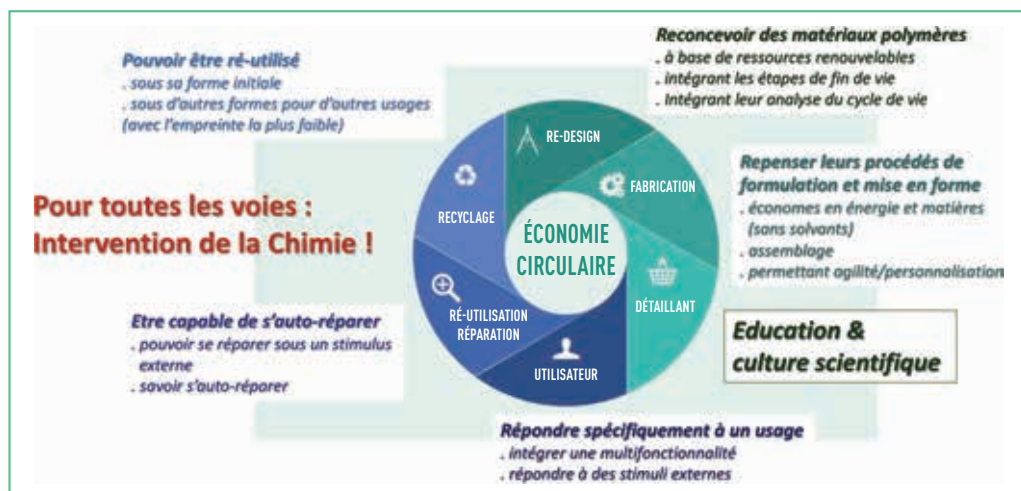 Pouvoir être ré-utilisé
. sous sa forme initiale
. sous d'autres formes pour d'autres usages
(avec l'empreinte la plus faible)
Reconcevoir des matériaux polymères
. à base de ressources renouvelables
. intégrant les étapes de fin de vie
. Intégrant leur analyse du cycle de vie
RE-DESIGN
FABRICATION
RECYCLAGE
ÉCONOMIE
CIRCULAIRE
DÉTAILLANT
RÉ-UTILISATION
RÉPARATION
UTILISATEUR
Repenser leurs procédés de
formulation et mise en forme
. économes en énergie et matières
(sans solvants)
. assemblage
. permettant agilité/personnalisation
Pour toutes les voies :
Intervention de la Chimie !
Etre capable de s'auto-réparer
. pouvoir se réparer sous un stimulus
externe
. savoir s'auto-réparer
Education &
culture scientifique
Répondre spécifiquement à un usage
. intégrer une multifonctionnalité
. répondre à des stimuli externes